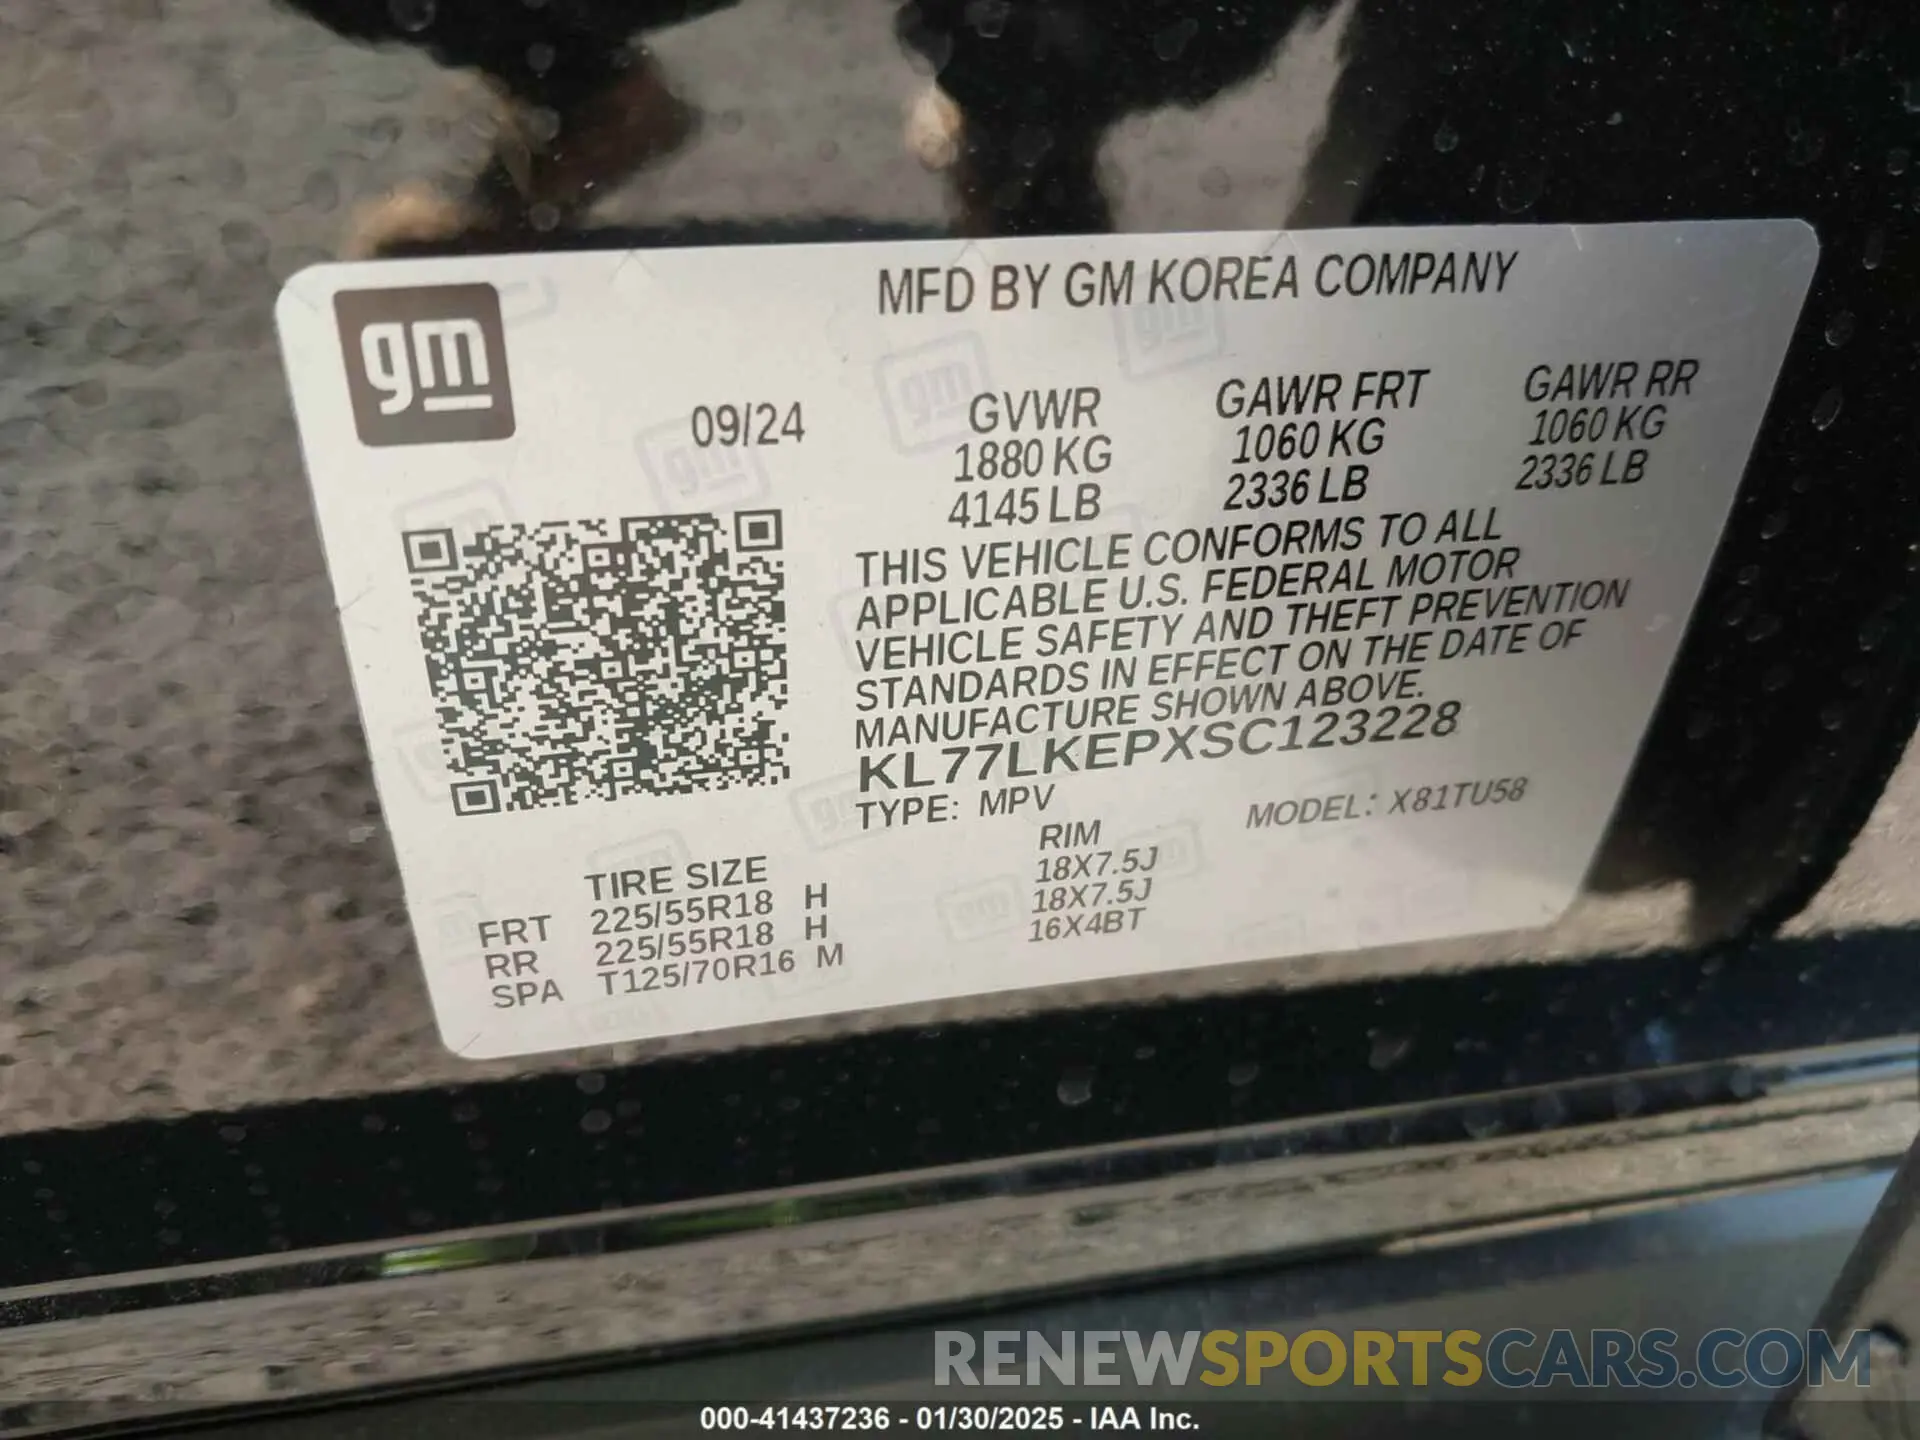 MFD BY GM KOREA COMPANY
gm
09/24
GVWR GAWR FRT GAWR RR
1880 KG 1060 KG 1060 KG
4145 LB 2336 LB 2336 LB
THIS VEHICLE CONFORMS TO ALL
APPLICABLE U.S. FEDERAL MOTOR
VEHICLE SAFETY AND THEFT PREVENTION
STANDARDS IN EFFECT ON THE DATE OF
MANUFACTURE SHOWN ABOVE.
KL77LKEPXSC123228
TYPE: MPV MODEL: X81TU58
TIRE SIZE RIM
FRT 225/55R18 H 18X7.5J
RR 225/55R18 H 18X7.5J
SPA T125/70R16 M 16X4BT
RENEWSPORTSCARS.COM
000-41437236 - 01/30/2025 - IAA Inc.